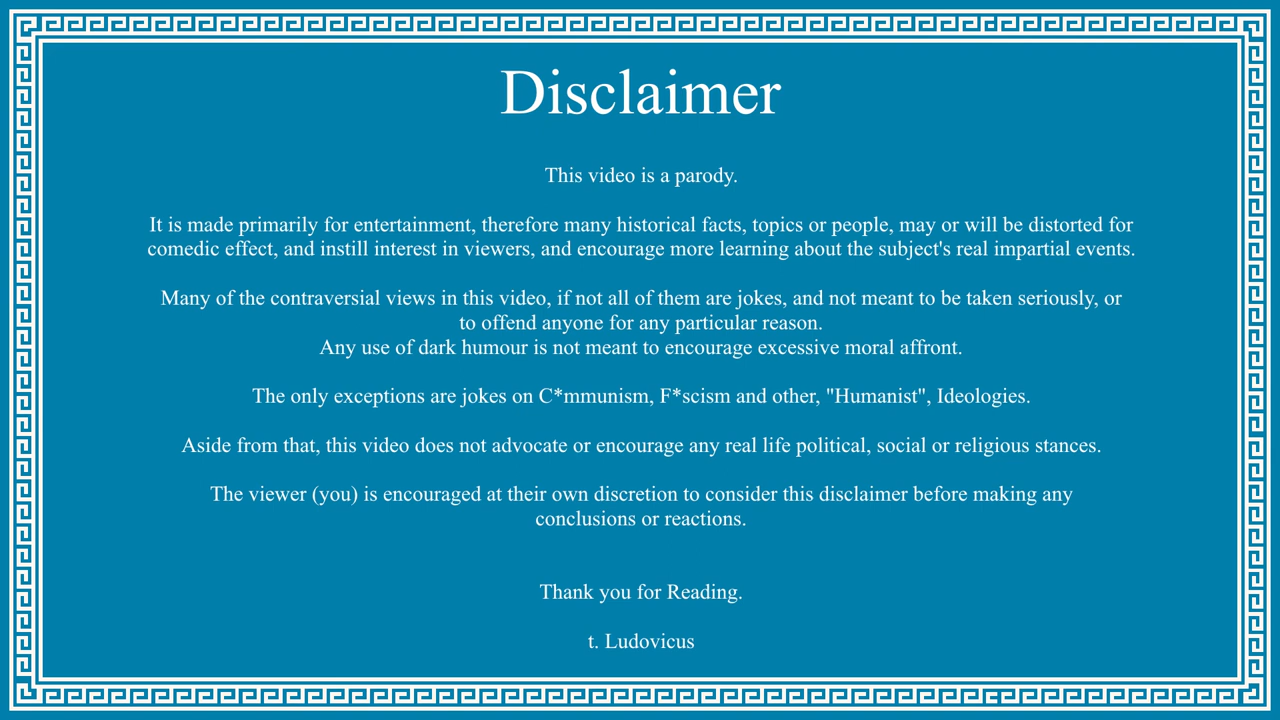 Disclaimer
This video is a parody.
It is made primarily for entertainment, therefore many historical facts, topics or people, may or will be distorted for
comedic effect, and instill interest in viewers, and encourage more learning about the subject's real impartial events.
Many of the contraversial views in this video, if not all of them are jokes, and not meant to be taken seriously, or
to offend anyone for any particular reason.
Any use of dark humour is not meant to encourage excessive moral affront.
The only exceptions are jokes on C*mmunism, F*scism and other, "Humanist", Ideologies.
Aside from that, this video does not advocate or encourage any real life political, social or religious stances.
The viewer (you) is encouraged at their own discretion to consider this disclaimer before making any
conclusions or reactions.
Thank you for Reading.
t. Ludovicus